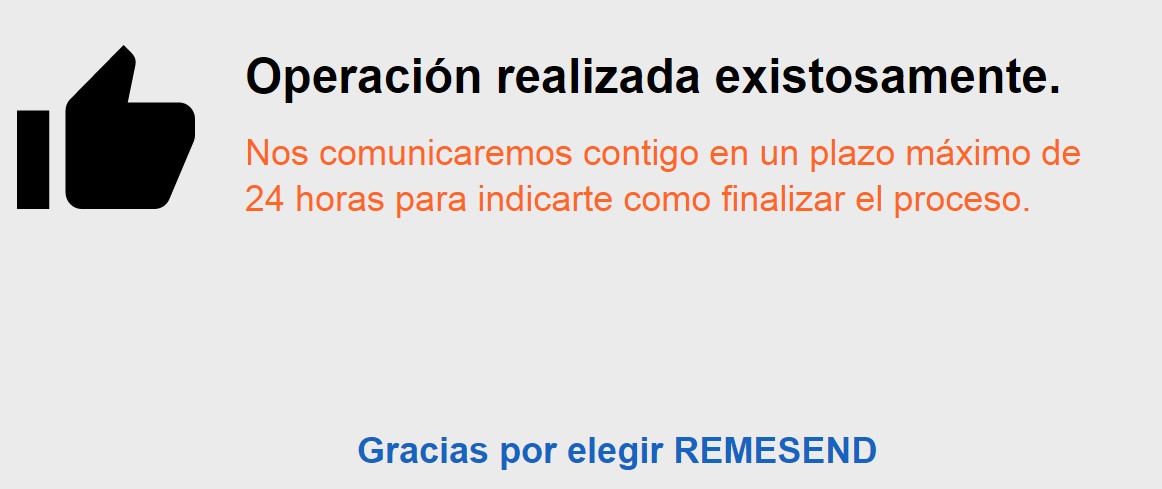 Operación realizada existosamente.
Nos comunicaremos contigo en un plazo máximo de
24 horas para indicarte como finalizar el proceso.
Gracias por elegir REMESEND